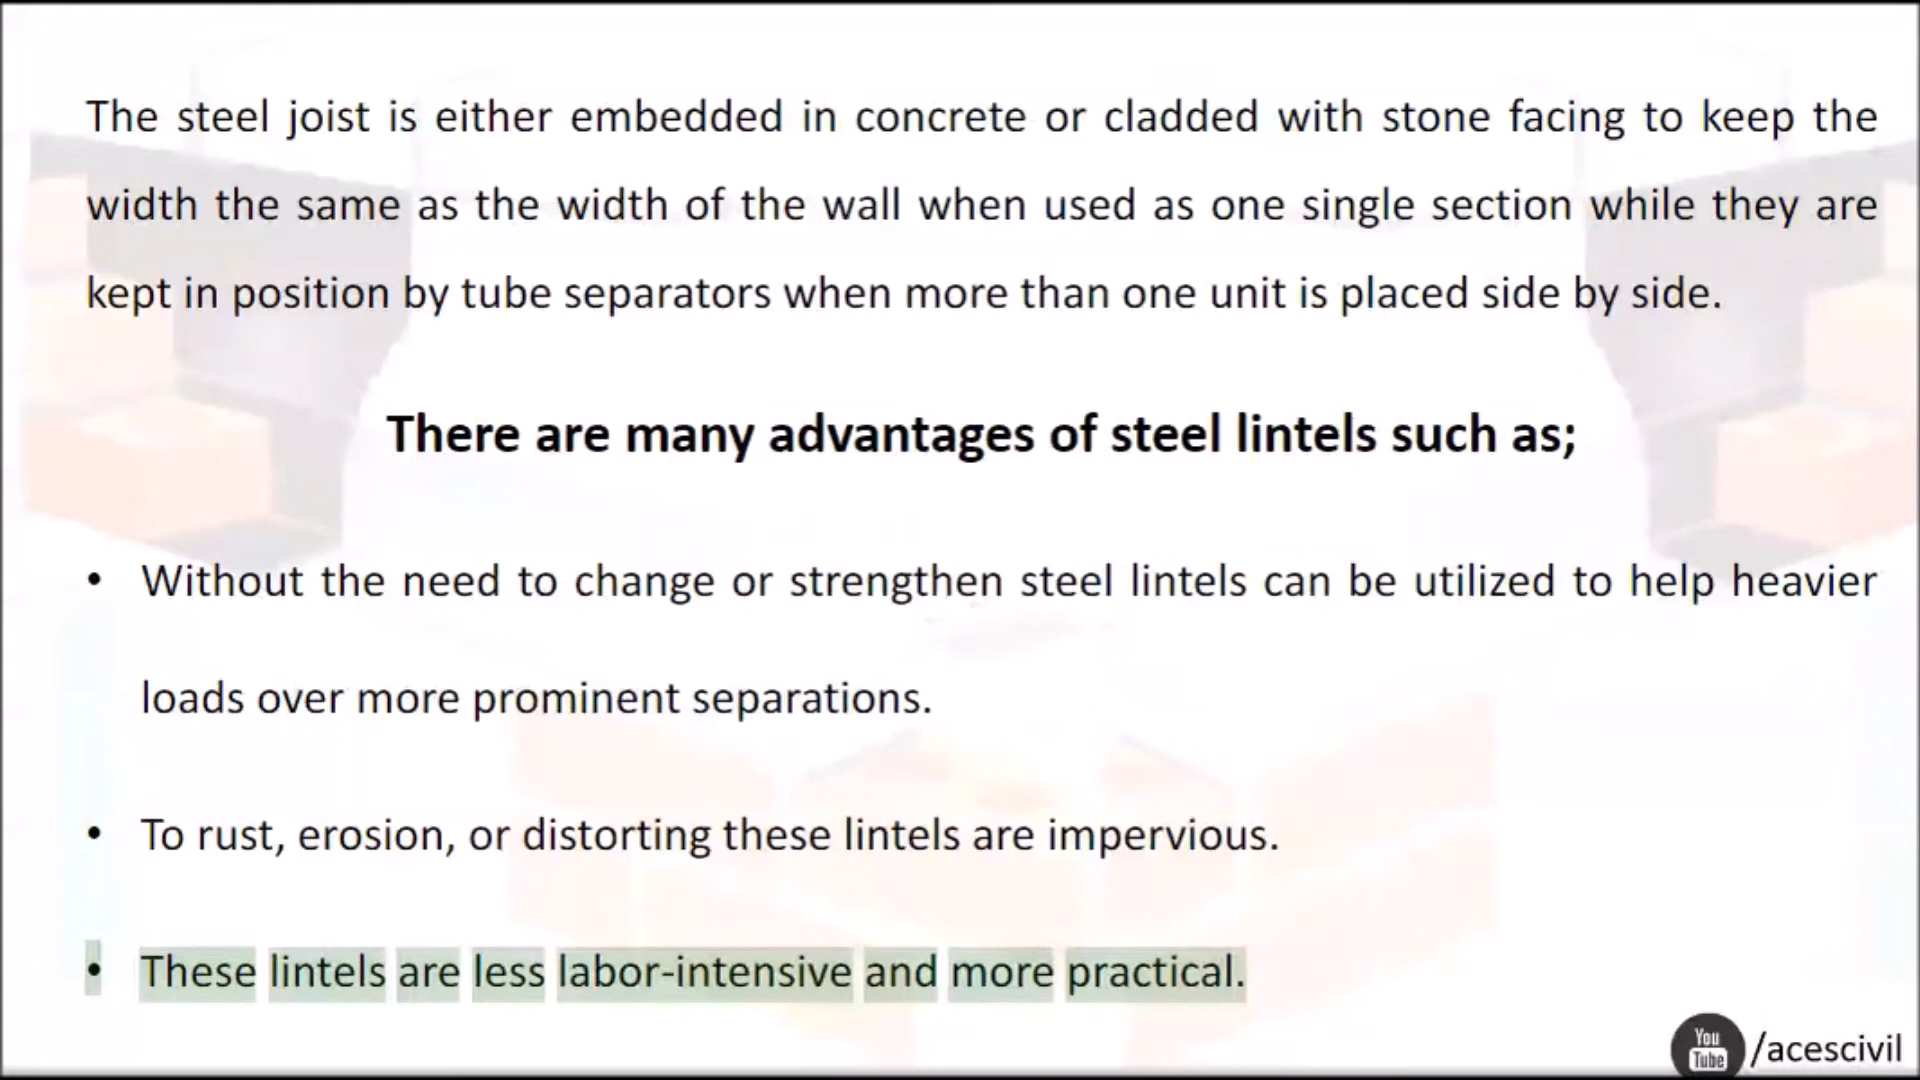 The steel joist is either embedded in concrete or cladded with stone facing to keep the
width the same as the width of the wall when used as one single section while they are
kept in position by tube separators when more than one unit is placed side by side.
There are many advantages of steel lintels such as;
• Without the need to change or strengthen steel lintels can be utilized to help heavier
loads over more prominent separations.
• To rust, erosion, or distorting these lintels are impervious.
• These lintels are less labor-intensive and more practical.
You
Tube /acescivil